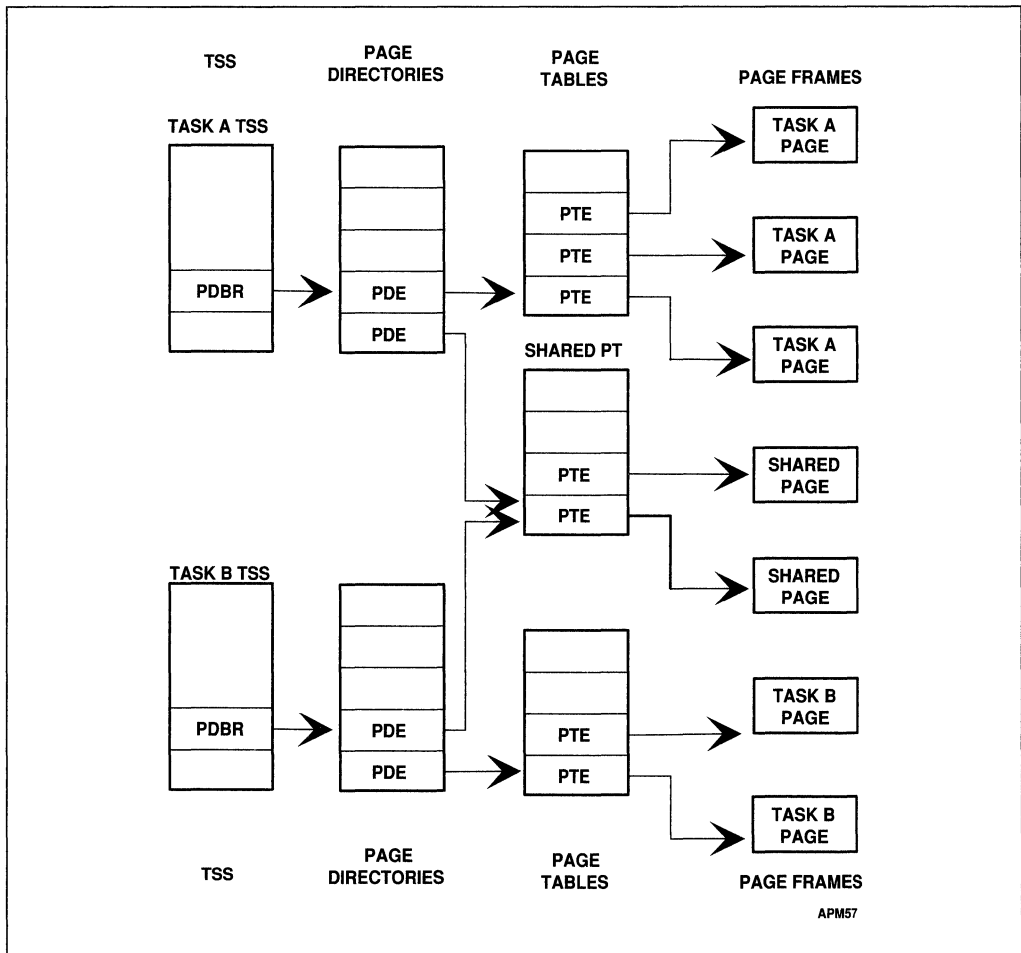 TSS
PAGE
DIRECTORIES
PAGE
TABLES
PAGE FRAMES
TASK A TSS
PDBR
PDE
PDE
PTE
PTE
PTE
TASK A
PAGE
TASK A
PAGE
TASK A
PAGE
SHARED PT
PTE
PTE
SHARED
PAGE
SHARED
PAGE
TASK B TSS
PDBR
PDE
PDE
PTE
PTE
TASK B
PAGE
TASK B
PAGE
TSS
PAGE
DIRECTORIES
PAGE
TABLES
PAGE FRAMES
APM57